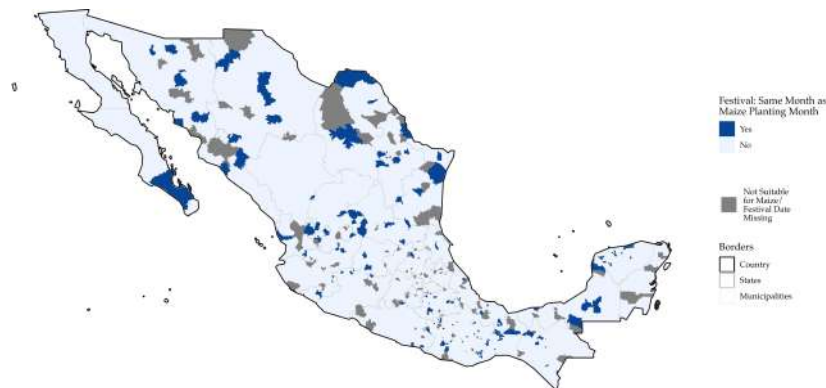 Festival: Same Month as
Maize Planting Month
Yes
No
Not Suitable
for Maize/
Festival Date
Missing
Borders
Country
States
Municipalities